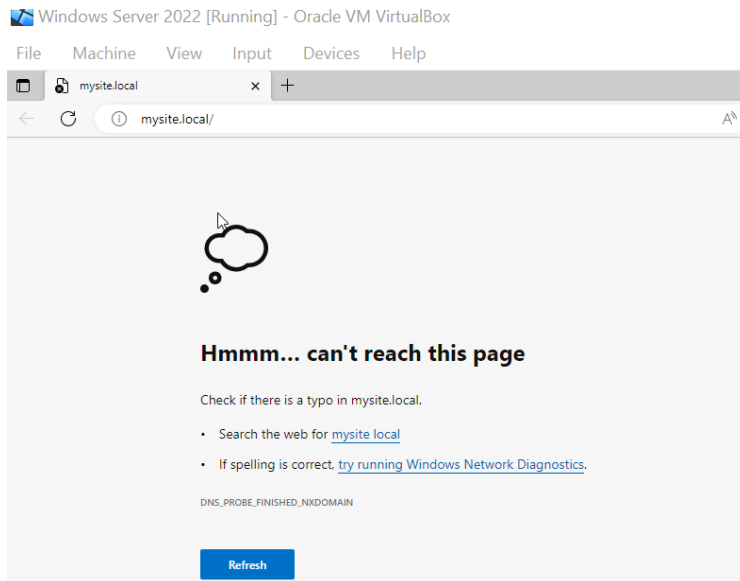 Windows Server 2022 [Running] - Oracle VM VirtualBox
File Machine View Input Devices Help
mysite.local
mysite.local/
Hmmm... can't reach this page
Check if there is a typo in mysite.local.
• Search the web for mysite local
• If spelling is correct, try running Windows Network Diagnostics.
DNS_PROBE_FINISHED_NXDOMAIN
Refresh